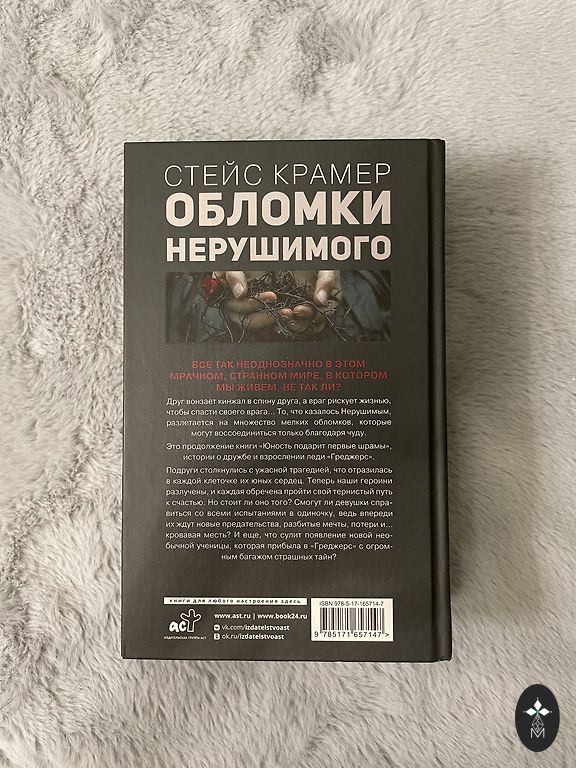 СТЕЙС КРАМЕР
ОБЛОМКИ
НЕРУШИМОГО
ВСЕ ТАК НЕОДНОЗНАЧНО В ЭТОМ
МРАЧНОМ, СТРАННОМ МИРЕ, В КОТОРОМ
МЫ ЖИВЕМ, НЕ ТАК ЛИ?
Друг вонзает кинжал в спину друга, а враг рискует жизнью,
чтобы спасти своего врага... То, что казалось Нерушимым,
разлетается на множество мелких обломков, которые
могут воссоединиться только благодаря чуду.
Это продолжение книги «Юность подарит первые шрамы»,
истории о дружбе и взрослении леди «Греджерс».
Подруги столкнулись с ужасной трагедией, что отразилась
в каждой клеточке их юных сердец. Теперь наши героини
разлучены, и каждая обречена пройти свой тернистый путь
к счастью. Но стоит ли оно того? Смогут ли девушки спра-
виться со всеми испытаниями в одиночку, ведь впереди
их ждут новые предательства, разбитые мечты, потери и...
кровавая месть? И еще, что сулит появление новой нео-
бычной ученицы, которая прибыла в «Греджерс» с огром-
ным багажом страшных тайн?
книги для любого настроения здесь
аст
ИЗДАТЕЛЬСКАЯ ГРУППА АСТ
www.ast.ru | www.book24.ru
vk.com/izdatelstvoast
ok.ru/izdatelstvoast
ISBN 978-5-17-165714-7
9 785171 657147 >
М